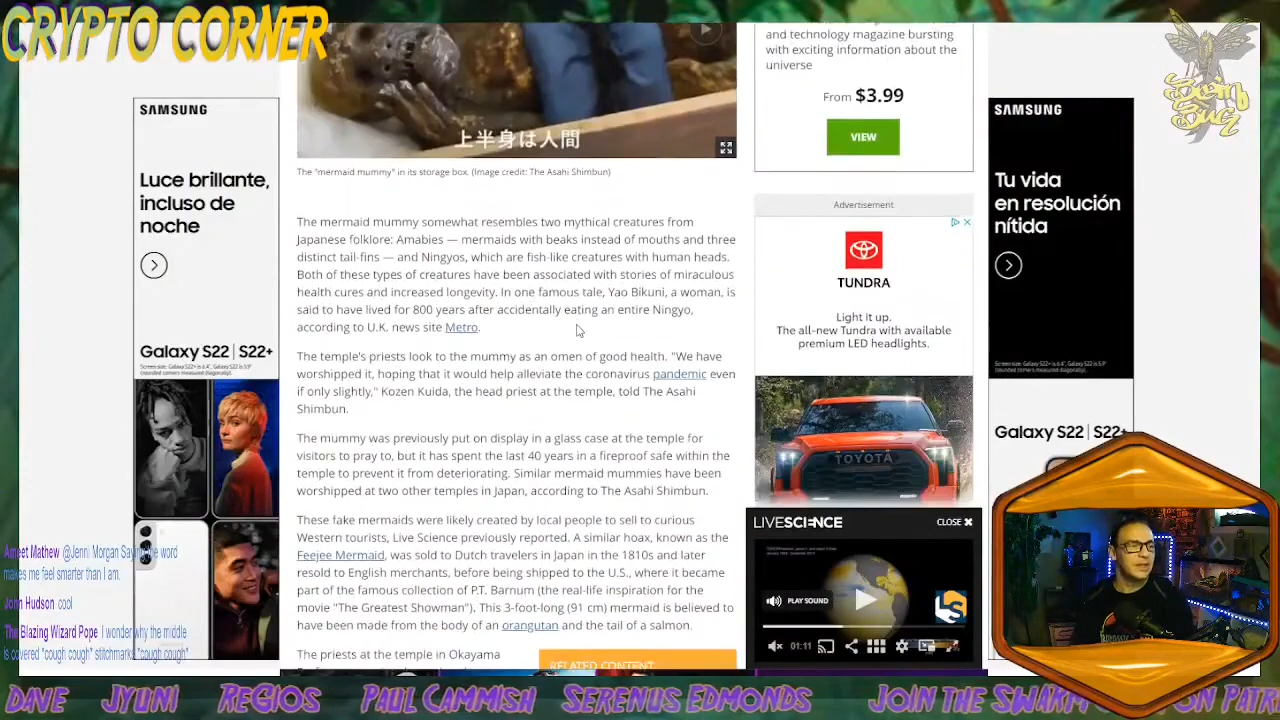 CRYPTO CORNER
SAMSUNG
Luce brillante,
incluso de
noche
Galaxy S22 | S22+
上半身は人間
The "mermaid mummy" in its storage box. (Image credit: The Asahi Shimbun)
The mermaid mummy somewhat resembles two mythical creatures from
Japanese folklore: Amabies — mermaids with beaks instead of mouths and three
distinct tail-fins — and Ningyos, which are fish-like creatures with human heads.
Both of these types of creatures have been associated with stories of miraculous
health cures and increased longevity. In one famous tale, Yao Bikuni, a woman, is
said to have lived for 800 years after accidentally eating an entire Ningyo,
according to U.K. news site Metro.
The temple's priests look to the mummy as an omen of good health. "We have
worshipped it, hoping that it would help alleviate the coronavirus pandemic even
if only slightly," Kozen Kuida, the head priest at the temple, told The Asahi
Shimbun.
The mummy was previously put on display in a glass case at the temple for
visitors to pray to, but it has spent the last 40 years in a fireproof safe within the
temple to prevent it from deteriorating. Similar mermaid mummies have been
worshipped at two other temples in Japan, according to The Asahi Shimbun.
These fake mermaids were likely created by local people to sell to curious
Western tourists, Live Science previously reported. A similar hoax, known as the
Feejee Mermaid, was sold to Dutch travelers in Japan in the 1810s and later
resold to English merchants, before being shipped to the U.S., where it became
part of the famous collection of P.T. Barnum (the real-life inspiration for the
movie "The Greatest Showman"). This 3-foot-long (91 cm) mermaid is believed to
have been made from the body of an orangutan and the tail of a salmon.
The priests at the temple in Okayama
RELATED CONTENT
and technology magazine bursting
with exciting information about the
universe
From $3.99
VIEW
Advertisement
TOYOTA
TUNDRA
Light it up.
The all-new Tundra with available
premium LED headlights.
TOYOTA
LIVESCIENCE
CLOSE ✖
PLAY SOUND
01:11
SAMSUNG
Tu vida
en resolución
nítida
Galaxy S22 | S22+
Ameet Mathew @Jenni Morgan Saying the word
makes me feel smarter than I am.
John Hudson cool
The Blazing Wizard Pope I wonder why the middle
is covered *cough cough* stitchmarks *cough cough*
DAVE JTUNI REGIOS PAUL CAMMISH SERENUS EDMONDS JOIN THE SWARM ON PATR